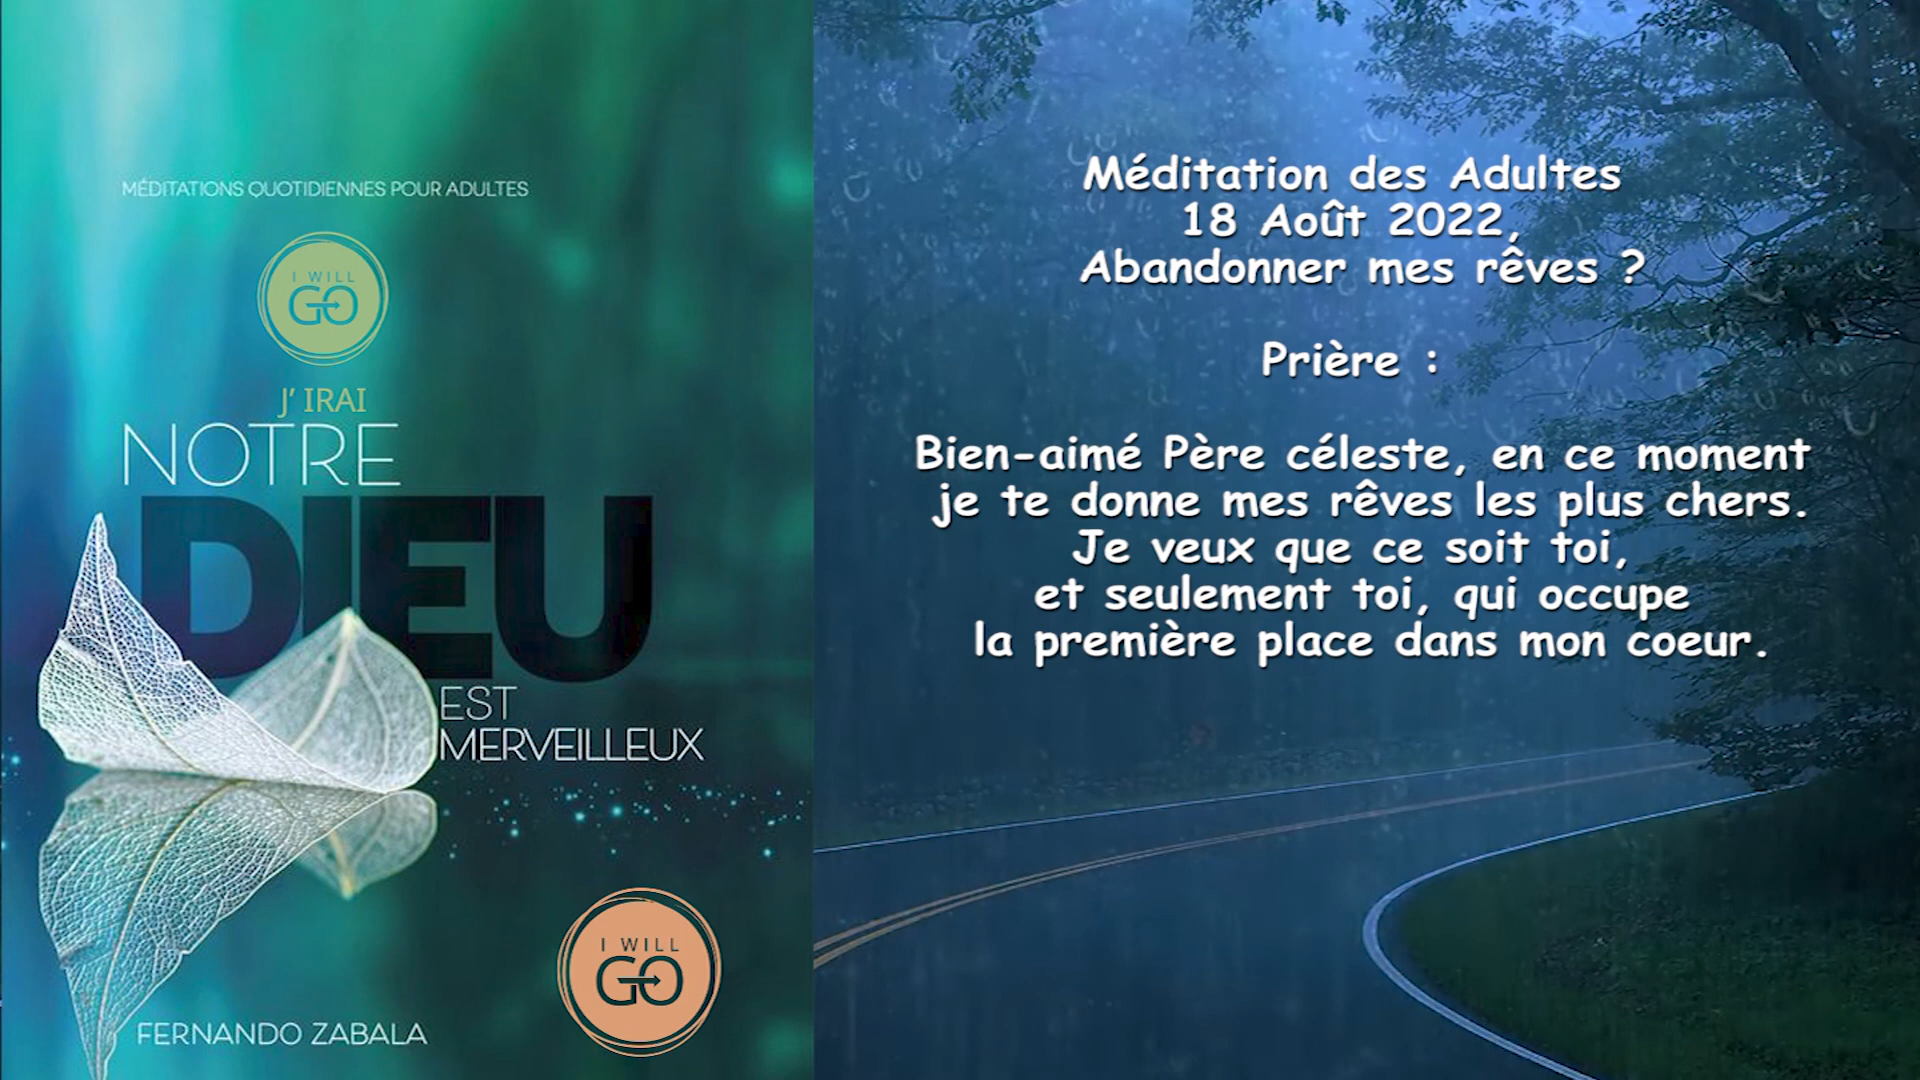 MÉDITATIONS QUOTIDIENNES POUR ADULTES
I WILL
GO
J' IRAI
NOTRE
DIEU
EST
MERVEILLEUX
I WILL
GO
FERNANDO ZABALA
Méditation des Adultes
18 Août 2022,
Abandonner mes rêves ?
Prière :
Bien-aimé Père céleste, en ce moment
je te donne mes rêves les plus chers.
Je veux que ce soit toi,
et seulement toi, qui occupe
la première place dans mon coeur.